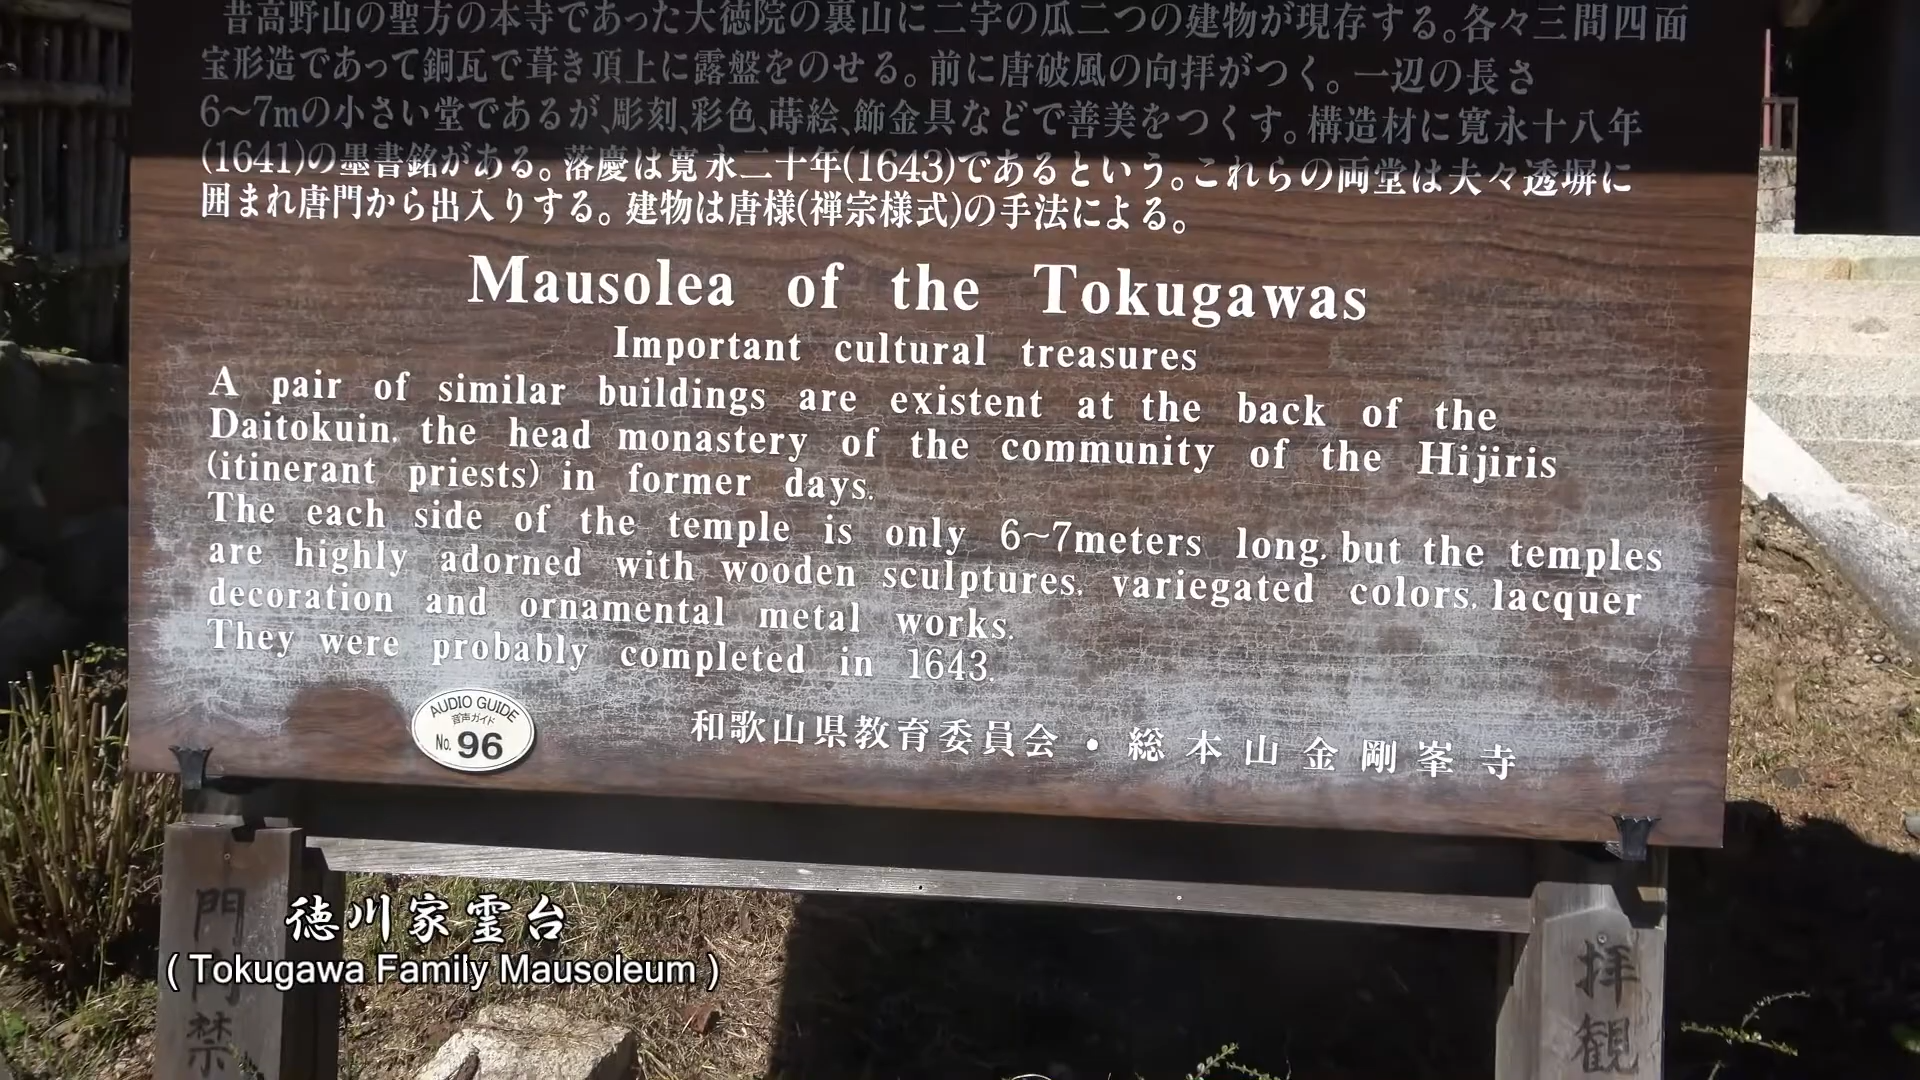 昔高野山の聖方の本寺であった大徳院の裏山に二宇の瓜二つの建物が現存する。各々三間四面
宝形造であって銅瓦で葺き頂上に露盤をのせる。前に唐破風の向拝がつく。一辺の長さ
6〜7mの小さい堂であるが、彫刻、彩色、蒔絵、飾金具などで善美をつくす。構造材に寛永十八年
(1641)の墨書銘がある。落慶は寛永二十年(1643)であるという。これらの両堂は夫々透塀に
囲まれ唐門から出入りする。建物は唐様(禅宗様式)の手法による。
Mausolea of the Tokugawas
Important cultural treasures
A pair of similar buildings are existent at the back of the
Daitokuin, the head monastery of the community of the Hijiris
(itinerant priests) in former days.
The each side of the temple is only 6~7meters long, but the temples
are highly adorned with wooden sculptures, variegated colors, lacquer
decoration and ornamental metal works.
They were probably completed in 1643.
AUDIO GUIDE
音声ガイド
No. 96
和歌山県教育委員会・総本山金剛峯寺
徳川家霊台
( Tokugawa Family Mausoleum )
門内禁
拝観